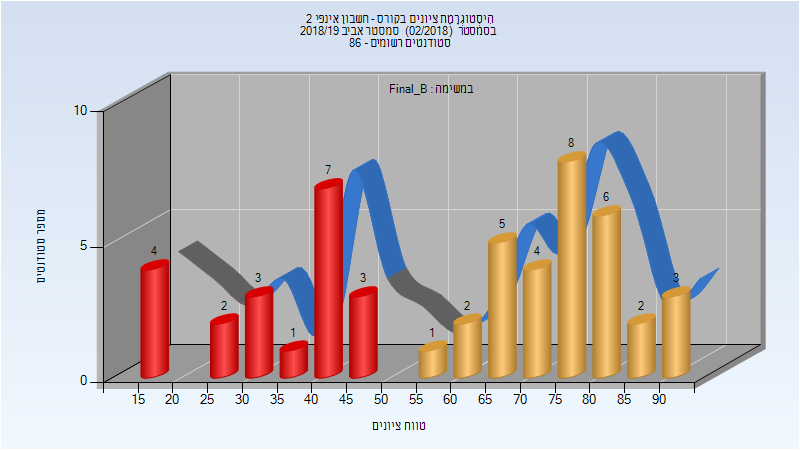 היסטוגרמת ציונים בקורס - חשבון אינפי 2
בסמסטר (02/2018) סמסטר אביב 2018/19
סטודנטים רשומים - 86
במשימה : Final_B
מספר סטודנטים
10
5
0
4
2
3
1
7
3
1
2
5
4
8
6
2
3
15 20 25 30 35 40 45 50 55 60 65 70 75 80 85 90
טווח ציונים